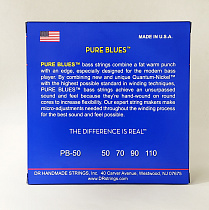 MADE IN U.S.A.
PURE BLUES™
PURE BLUES™ bass strings combine a fat warm punch
with an edge, especially designed for the modern bass
player. By combining new and unique Quantum-Nickel™
with the highest possible standard in winding techniques,
PURE BLUES™ strings achieve an unsurpassed
sound and feel because they're hand-wound on round
cores to increase flexibility. Our expert string makers make
micro-adjustments needed throughout the winding process
for the best sound and feel possible.
THE DIFFERENCE IS REAL™
PB-50 50 70 90 110
DR HANDMADE STRINGS, Inc. 40 Carver Avenue, Westwood, NJ 07675
www.DRstrings.com